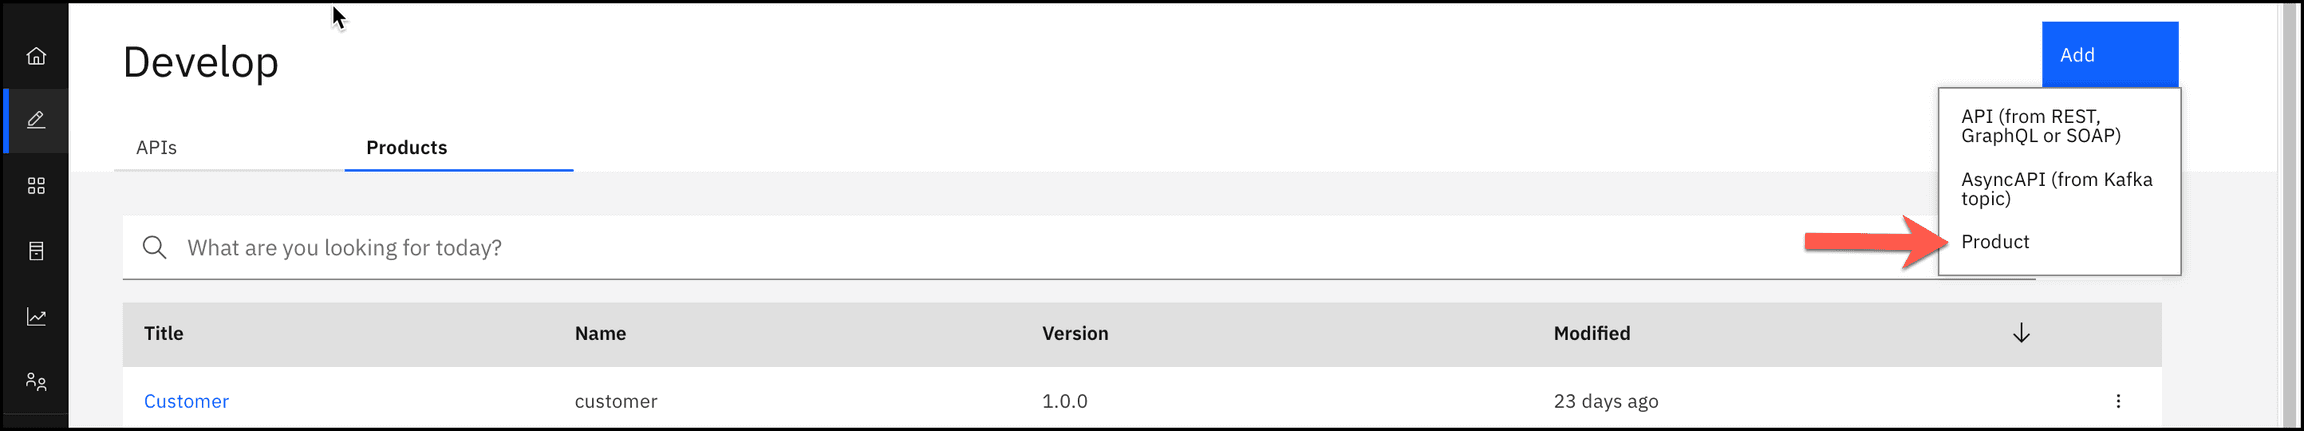 Develop
Add
API (from REST,
GraphQL or SOAP)
AsyncAPI (from Kafka
topic)
Product
APIs
Products
What are you looking for today?
Title Name Version Modified
Customer customer 1.0.0 23 days ago